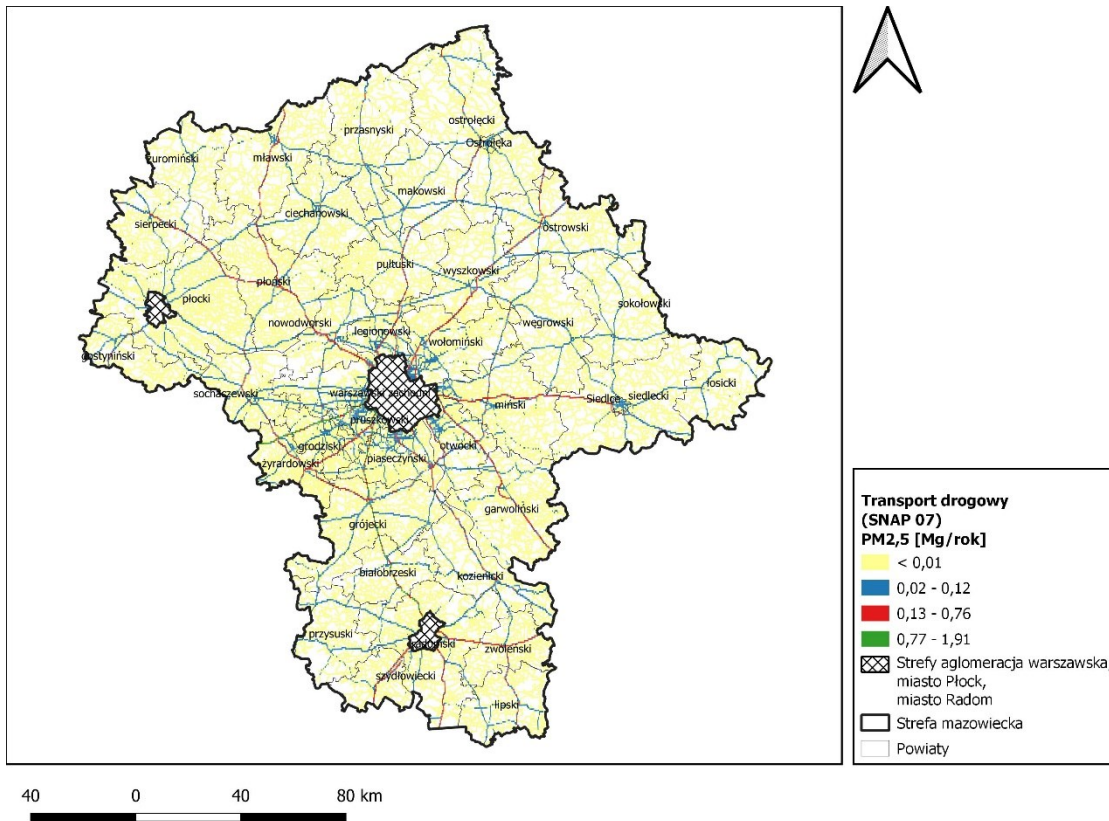 ostrołęcki
przasnyski
Ostrołęka
żuromiński
mławski
makowski
ciechanowski
sierpecki
ostrowski
pułtuski
wyszkowski
płoński
płocki
sokołowski
nowodworski
węgrowski
legionowski
wołomiński
gostyniński
łosicki
sochaczewski
warszawski zachodni
Siedlce
siedlecki
miński
pruszkowski
grodziski
otwocki
żyrardowski
piaseczyński
garwoliński
grójecki
białobrzeski
kozienicki
przysuski
radomski
zwoleński
szydłowiecki
lipski
Transport drogowy
(SNAP 07)
PM2,5 [Mg/rok]
< 0,01
0,02 - 0,12
0,13 - 0,76
0,77 - 1,91
Strefy aglomeracja warszawska,
miasto Płock,
miasto Radom
Strefa mazowiecka
Powiaty
40 0 40 80 km